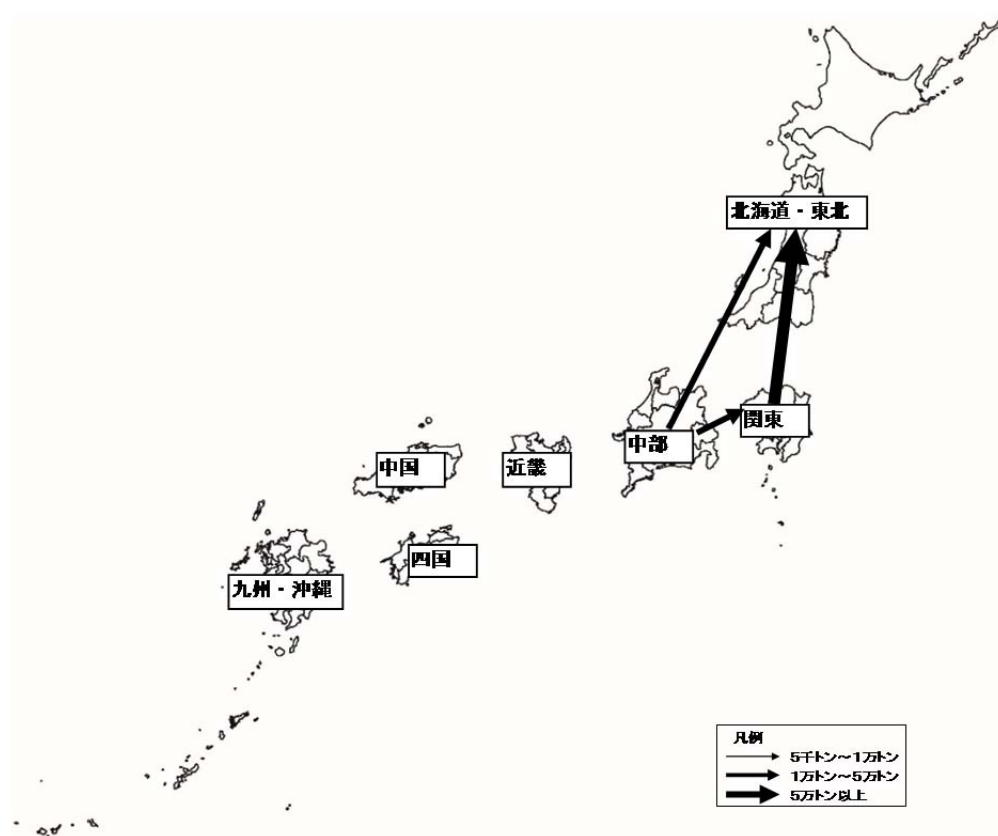 北海道・東北
関東
中部
中国
近畿
四国
九州・沖縄
凡例
5千トン~1万トン
1万トン~5万トン
5万トン以上